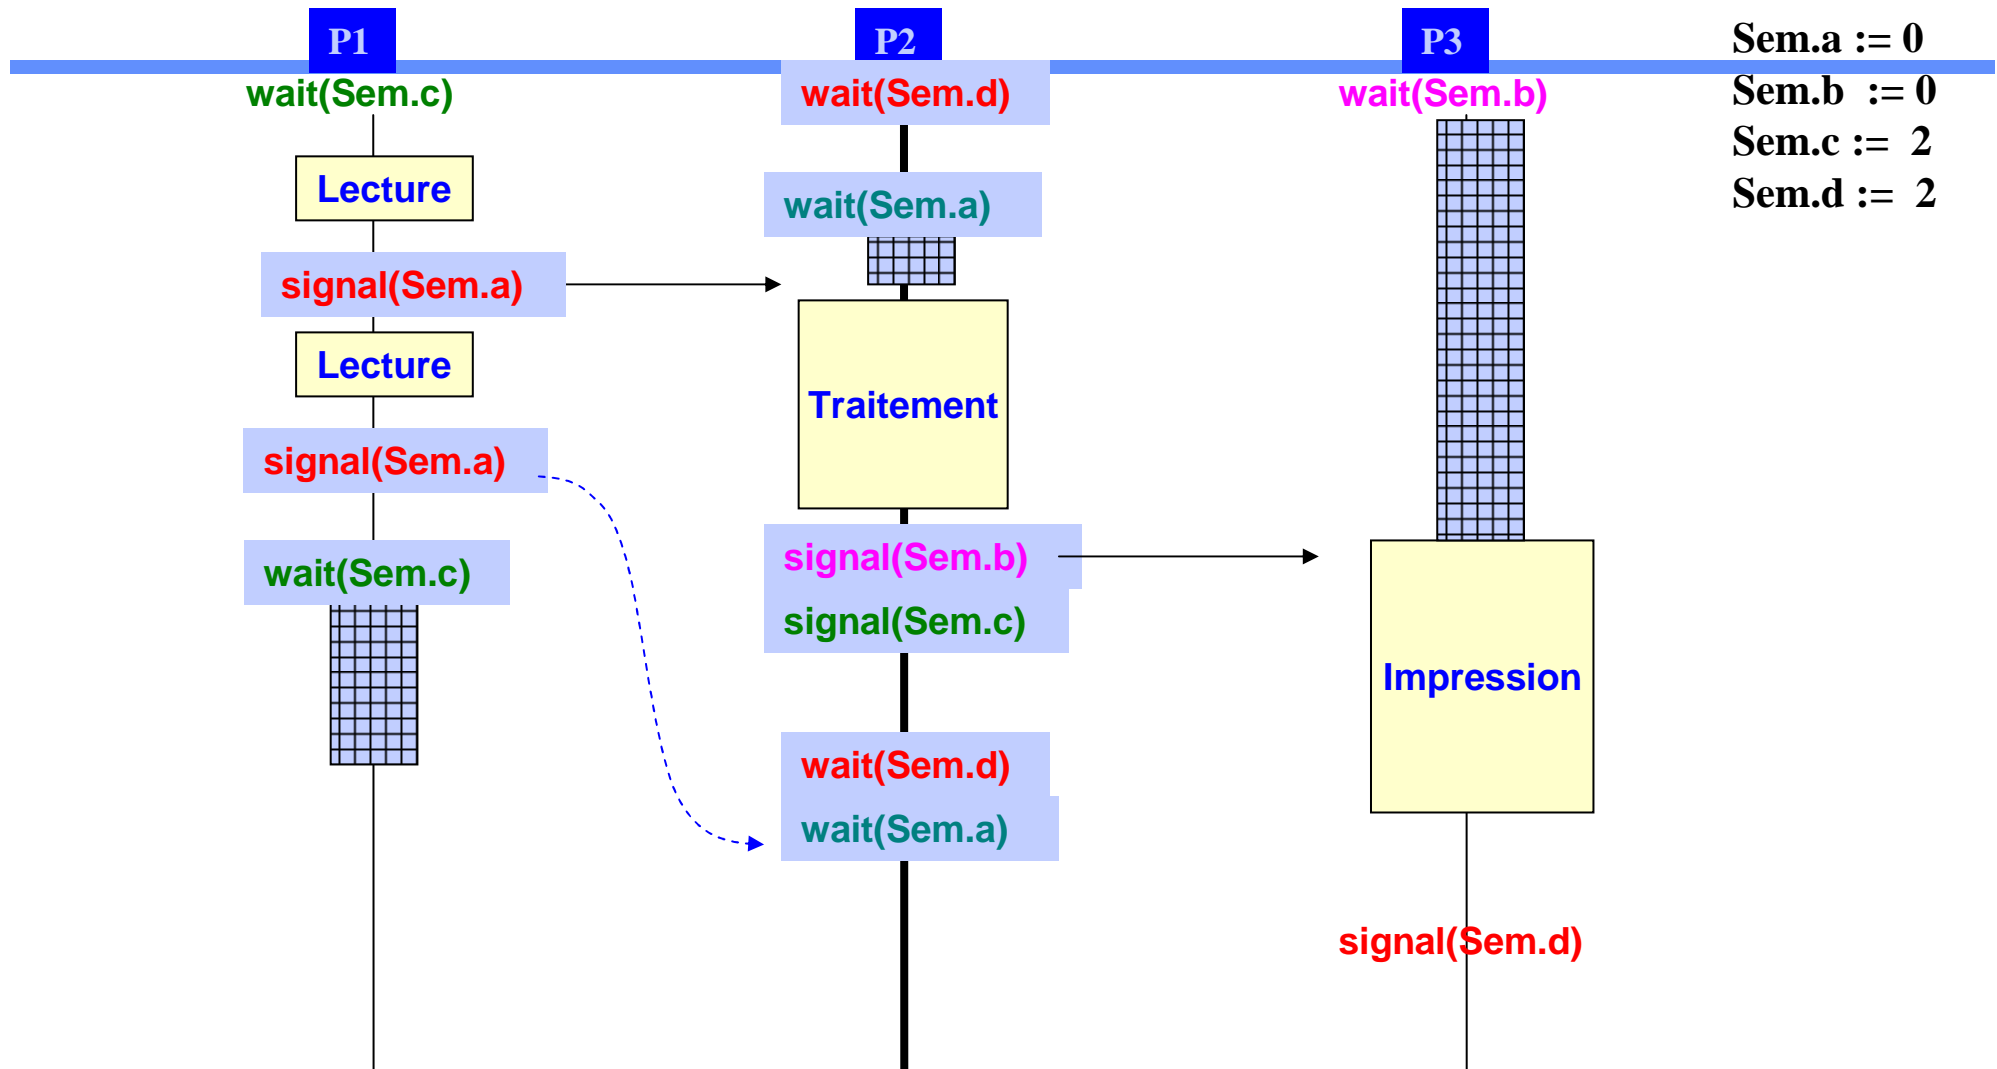 P1
P2
P3
Sem.a := 0
Sem.b := 0
Sem.c := 2
Sem.d := 2
wait(Sem.c)
Lecture
signal(Sem.a)
Lecture
signal(Sem.a)
wait(Sem.c)
wait(Sem.d)
wait(Sem.a)
Traitement
signal(Sem.b)
signal(Sem.c)
wait(Sem.d)
wait(Sem.a)
wait(Sem.b)
Impression
signal(Sem.d)